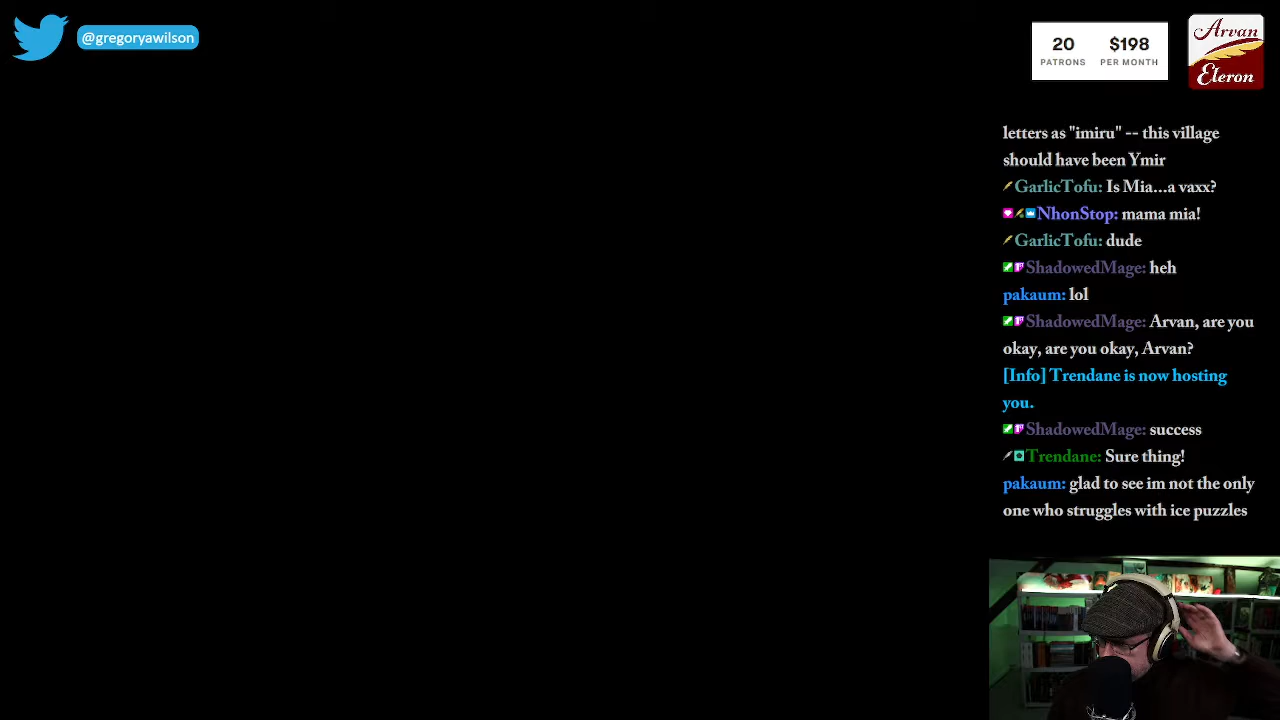 @gregoryawilson
20
PATRONS
$198
PER MONTH
Arvan
Eleron
letters as "imiru" -- this village
should have been Ymir
GarlicTofu: Is Mia...a vaxx?
NhonStop: mama mia!
GarlicTofu: dude
ShadowedMage: heh
pakaum: lol
ShadowedMage: Arvan, are you
okay, are you okay, Arvan?
[Info] Trendane is now hosting
you.
ShadowedMage: success
Trendane: Sure thing!
pakaum: glad to see im not the only
one who struggles with ice puzzles